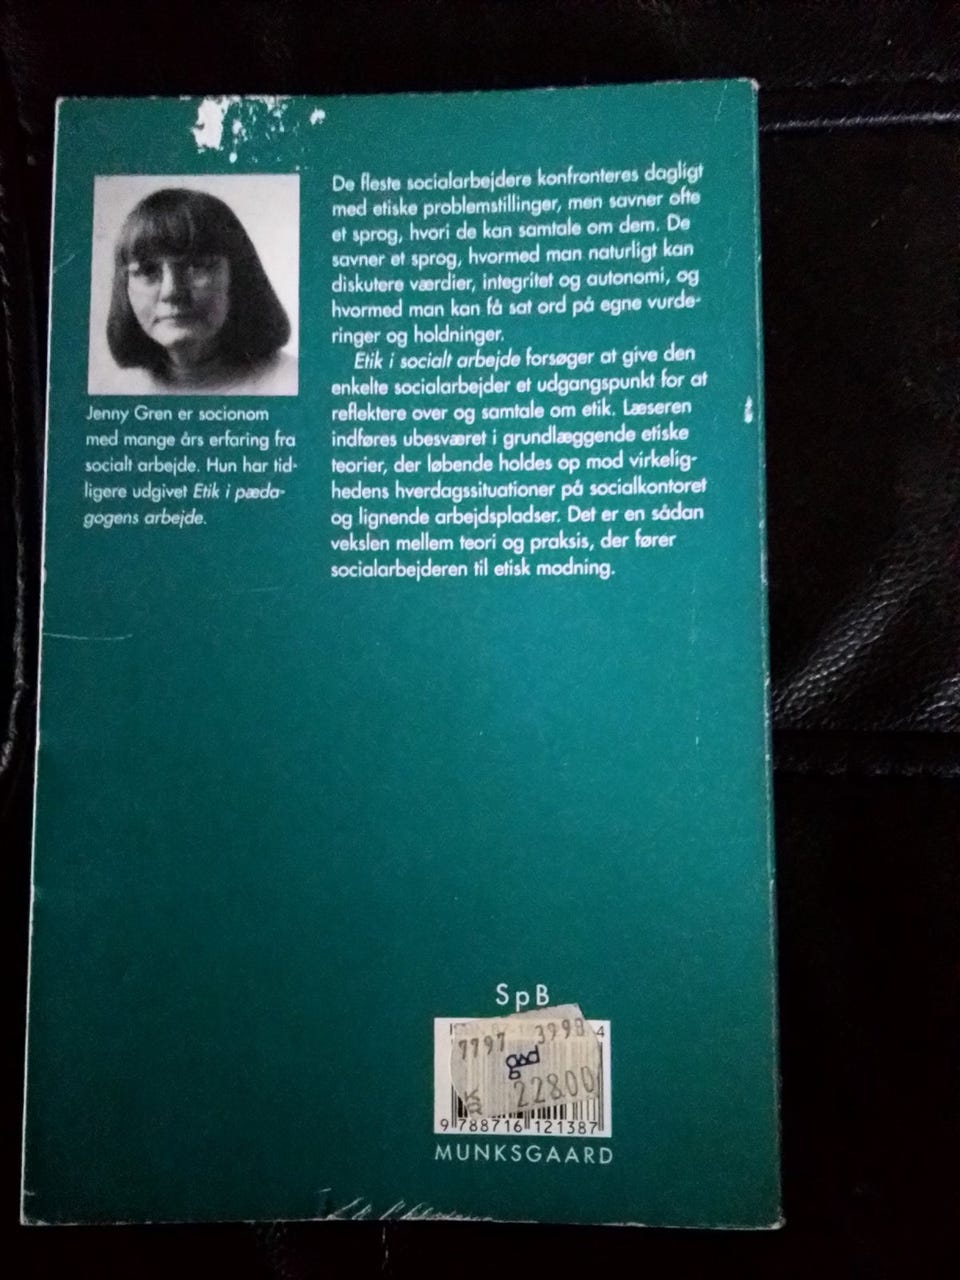 De fleste socialarbejdere konfronteres dagligt
med etiske problemstillinger, men savner ofte
et sprog, hvori de kan samtale om dem. De
savner et sprog, hvormed man naturligt kan
diskutere værdier, integritet og autonomi, og
hvormed man kan få sat ord på egne vurde-
ringer og holdninger.
Etik i socialt arbejde forsøger at give den
enkelte socialarbejder et udgangspunkt for at
reflektere over og samtale om etik. Læseren
indføres ubesværet i grundlæggende etiske
teorier, der løbende holdes op mod virkelig-
hedens hverdagssituationer på socialkontoret
og lignende arbejdspladser. Det er en sådan
vekslen mellem teori og praksis, der fører
socialarbejderen til etisk modning.
Jenny Gren er socionom
med mange års erfaring fra
socialt arbejde. Hun har tid-
ligere udgivet Etik i pæda-
gogens arbejde.
SpB
7797 3998
gad
KR 22800
9 788716 121387
MUNKSGAARD